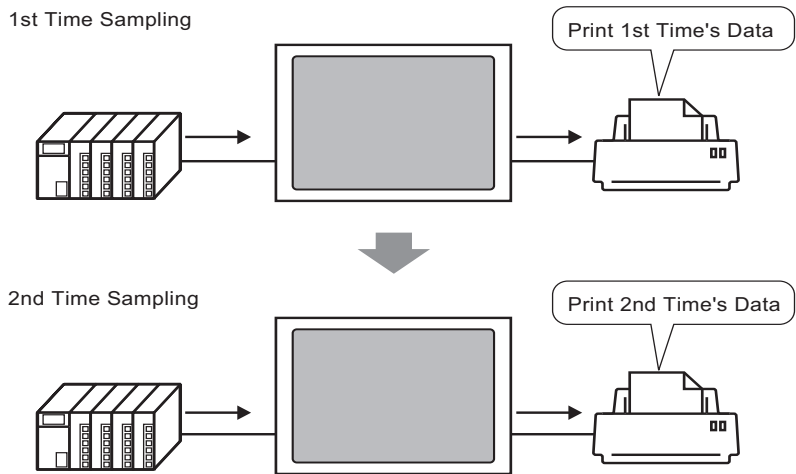 1st Time Sampling
Print 1st Time's Data
2nd Time Sampling
Print 2nd Time's Data